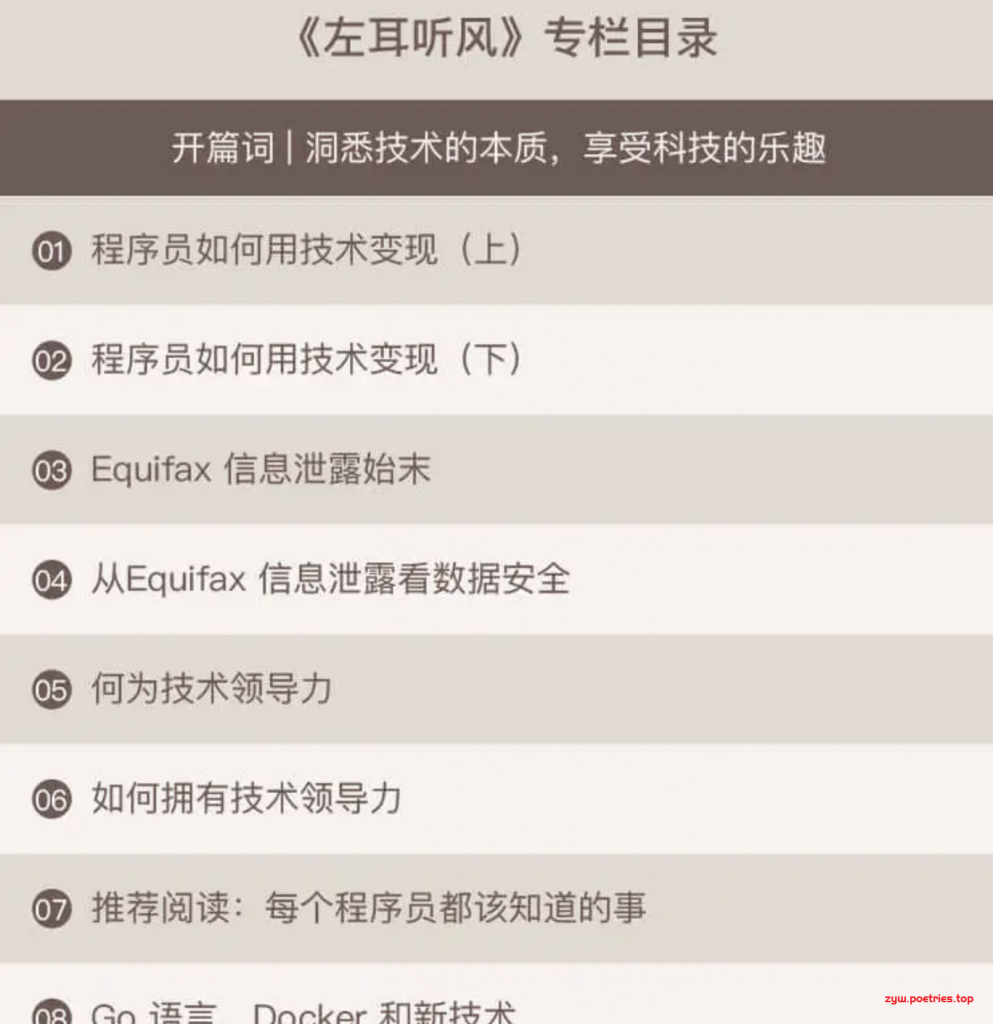 《左耳听风》专栏目录
开篇词 | 洞悉技术的本质，享受科技的乐趣
01 程序员如何用技术变现（上）
02 程序员如何用技术变现（下）
03 Equifax 信息泄露始末
04 从Equifax 信息泄露看数据安全
05 何为技术领导力
06 如何拥有技术领导力
07 推荐阅读：每个程序员都该知道的事
08 Go 语言，Docker 和新技术
zyw.poetries.top